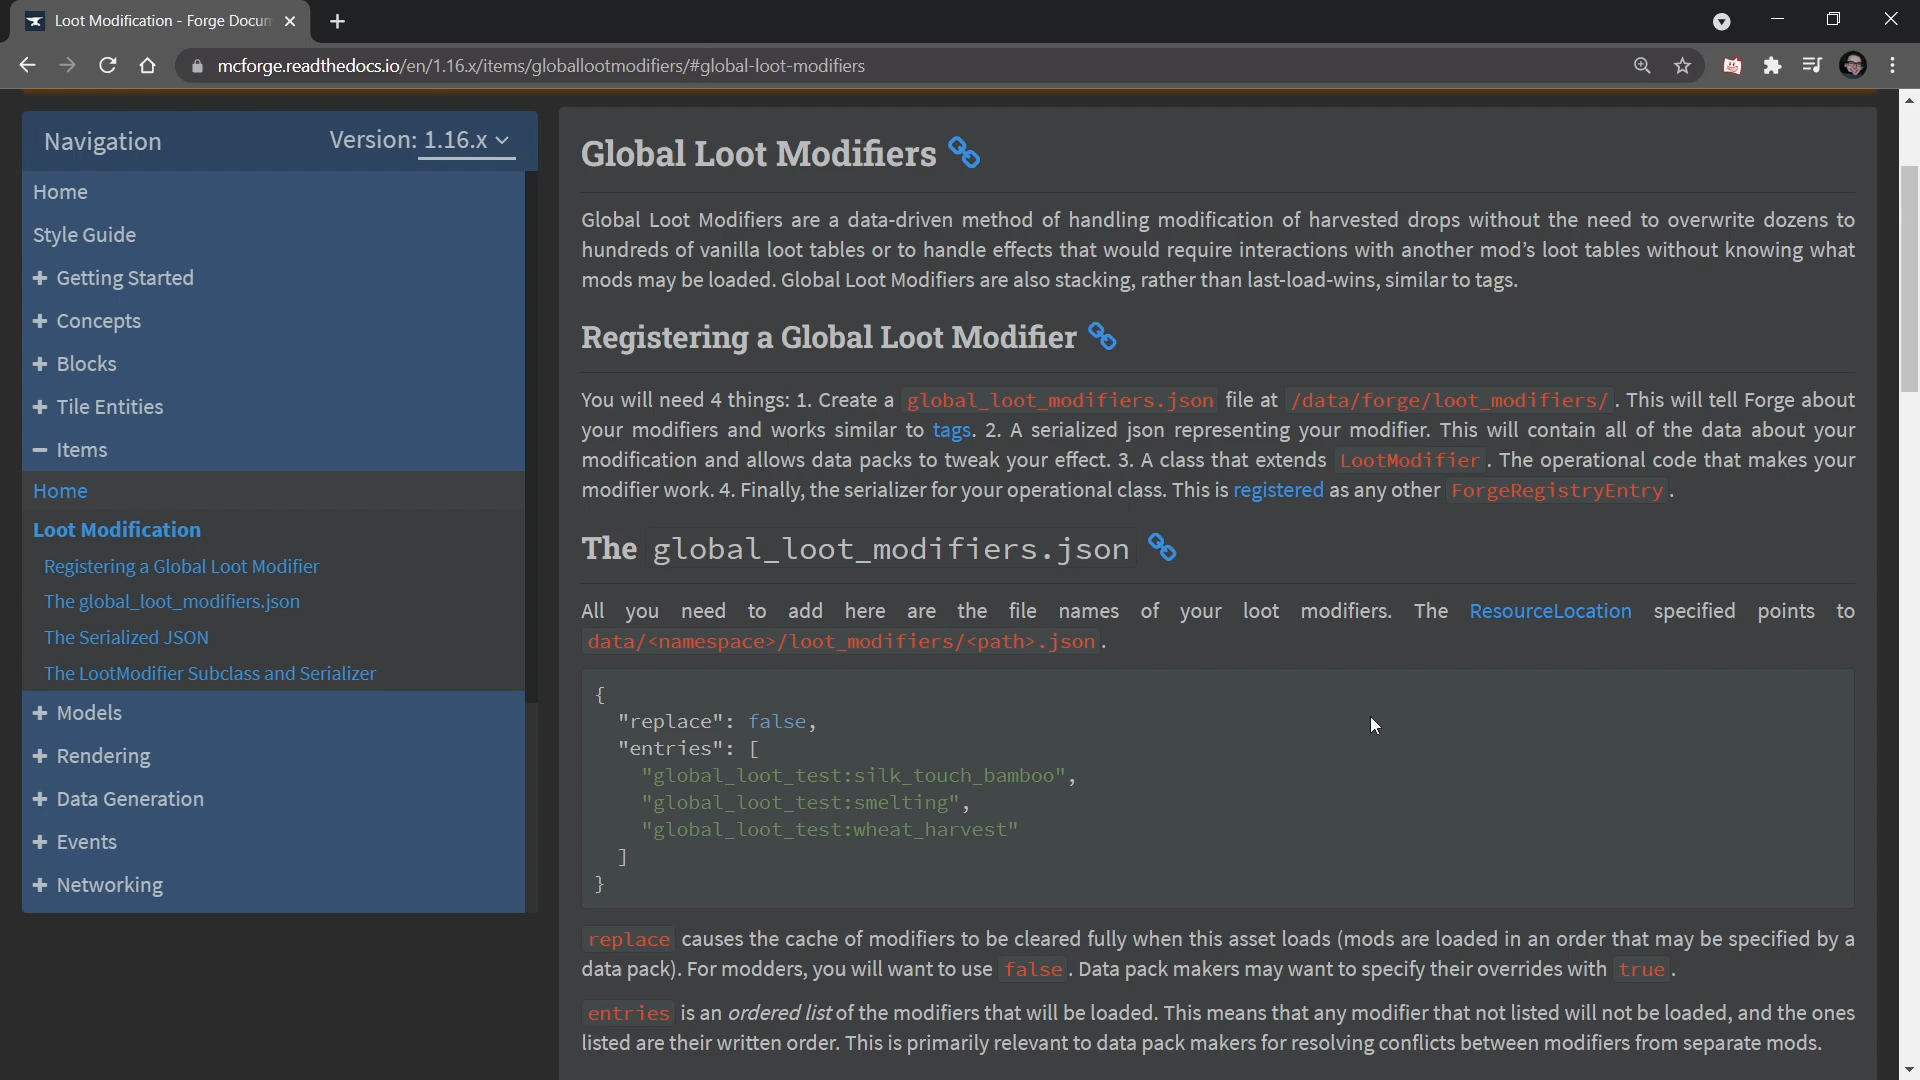 Loot Modification - Forge Docum
mcforge.readthedocs.io/en/1.16.x/items/globallootmodifiers/#global-loot-modifiers
Navigation
Version: 1.16.x
Home
Style Guide
Getting Started
Concepts
Blocks
Tile Entities
Items
Home
Loot Modification
Registering a Global Loot Modifier
The global_loot_modifiers.json
The Serialized JSON
The LootModifier Subclass and Serializer
Models
Rendering
Data Generation
Events
Networking
Global Loot Modifiers
Global Loot Modifiers are a data-driven method of handling modification of harvested drops without the need to overwrite dozens to
hundreds of vanilla loot tables or to handle effects that would require interactions with another mod’s loot tables without knowing what
mods may be loaded. Global Loot Modifiers are also stacking, rather than last-load-wins, similar to tags.
Registering a Global Loot Modifier
You will need 4 things: 1. Create a global_loot_modifiers.json file at /data/forge/loot_modifiers/. This will tell Forge about
your modifiers and works similar to tags. 2. A serialized json representing your modifier. This will contain all of the data about your
modification and allows data packs to tweak your effect. 3. A class that extends LootModifier. The operational code that makes your
modifier work. 4. Finally, the serializer for your operational class. This is registered as any other ForgeRegistryEntry.
The global_loot_modifiers.json
All you need to add here are the file names of your loot modifiers. The ResourceLocation specified points to
data/<namespace>/loot_modifiers/<path>.json.
{
"replace": false,
"entries": [
"global_loot_test:silk_touch_bamboo",
"global_loot_test:smelting",
"global_loot_test:wheat_harvest"
]
}
replace causes the cache of modifiers to be cleared fully when this asset loads (mods are loaded in an order that may be specified by a
data pack). For modders, you will want to use false. Data pack makers may want to specify their overrides with true.
entries is an ordered list of the modifiers that will be loaded. This means that any modifier that not listed will not be loaded, and the ones
listed are their written order. This is primarily relevant to data pack makers for resolving conflicts between modifiers from separate mods.